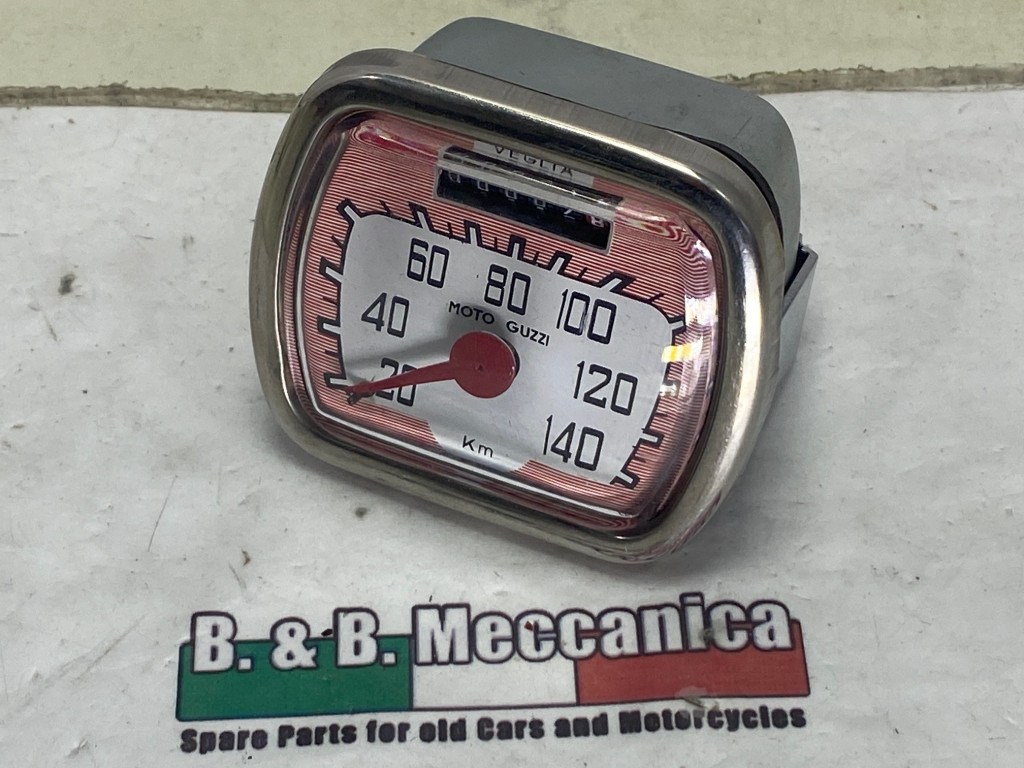 VEGLIA
60 80 100
MOTO GUZZI
40
120
20
140
Km
B. & B. Meccanica
Spare Parts for old Cars and Motorcycles